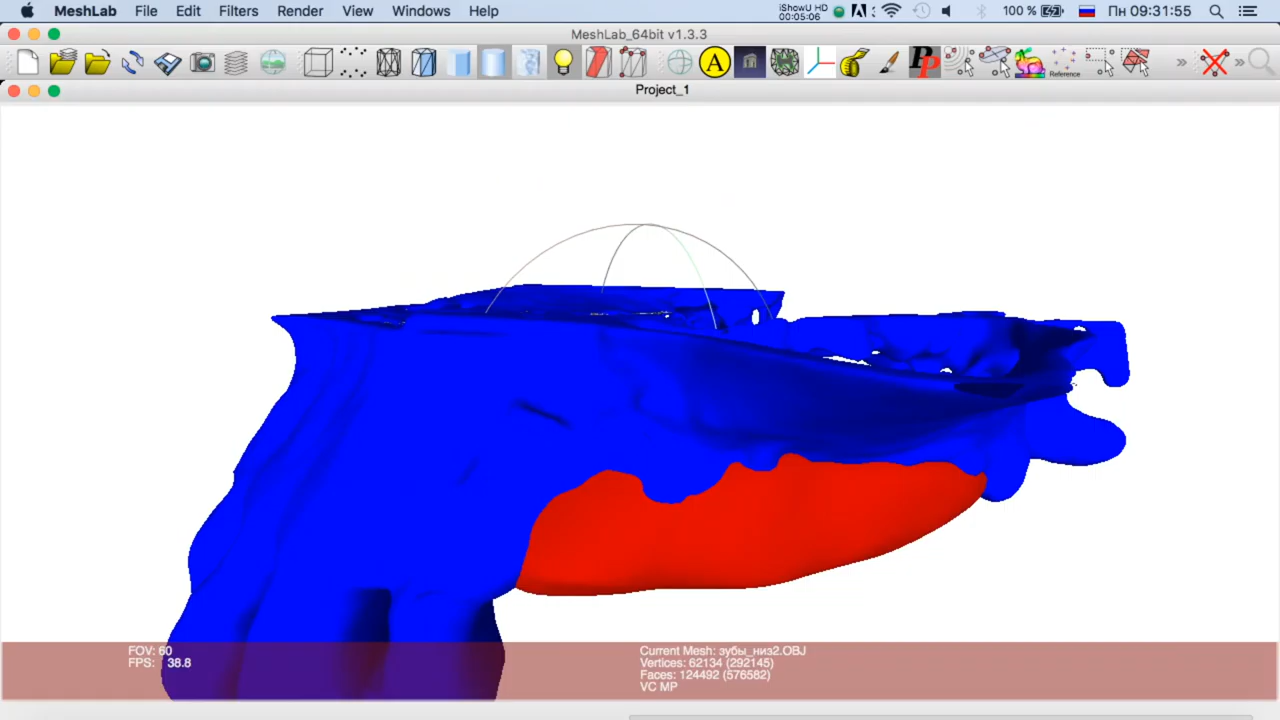 MeshLab File Edit Filters Render View Windows Help iShowU HD 00:05:06 100 % Пн 09:31:55
MeshLab_64bit v1.3.3
A PP Reference
Project_1
FOV: 60
FPS: 38.8
Current Mesh: зубы_низ2.OBJ
Vertices: 62134 (292145)
Faces: 124492 (576582)
VC MP